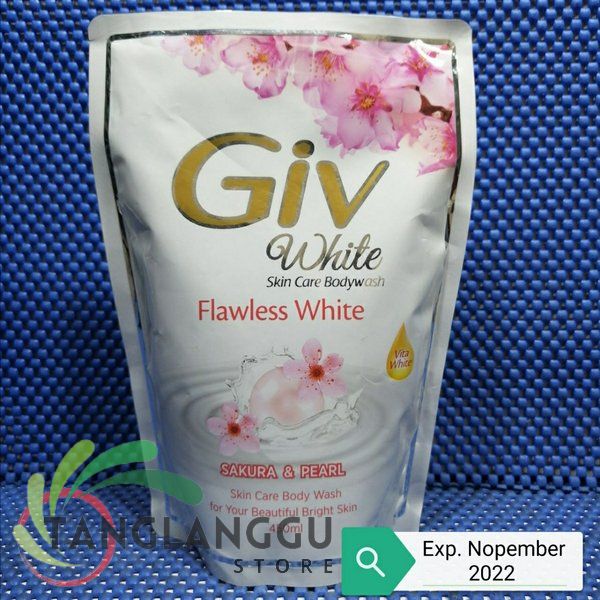 Giv
White
Skin Care Bodywash
Flawless White
Vita
White
SAKURA & PEARL
Skin Care Body Wash
for Your Beautiful Bright Skin
TANGLANGGU
STORE
Exp. Nopember
2022